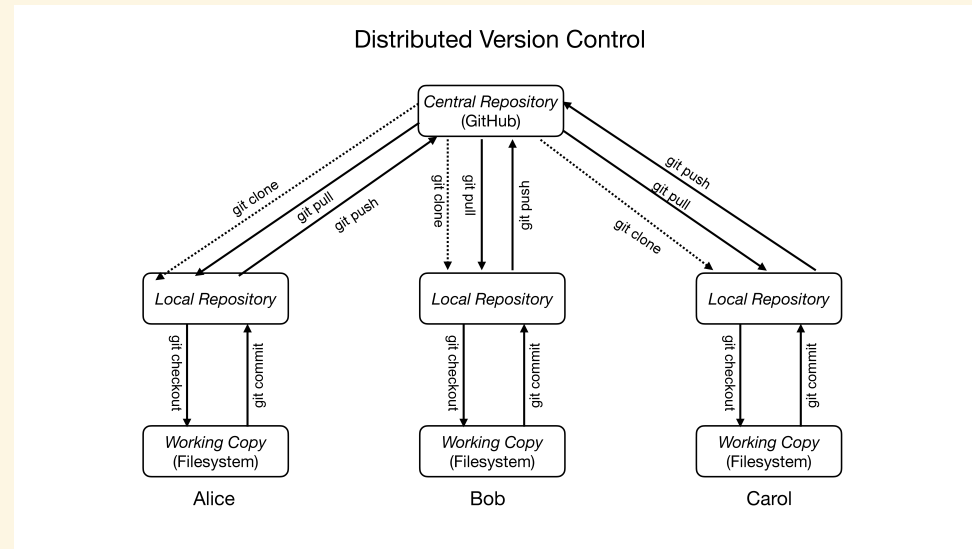 Distributed Version Control
Central Repository
(GitHub)
git clone
git pull
git push
git clone
git pull
git push
git push
git pull
git clone
Local Repository
Local Repository
Local Repository
git checkout
git commit
git checkout
git commit
git checkout
git commit
Working Copy
(Filesystem)
Working Copy
(Filesystem)
Working Copy
(Filesystem)
Alice
Bob
Carol